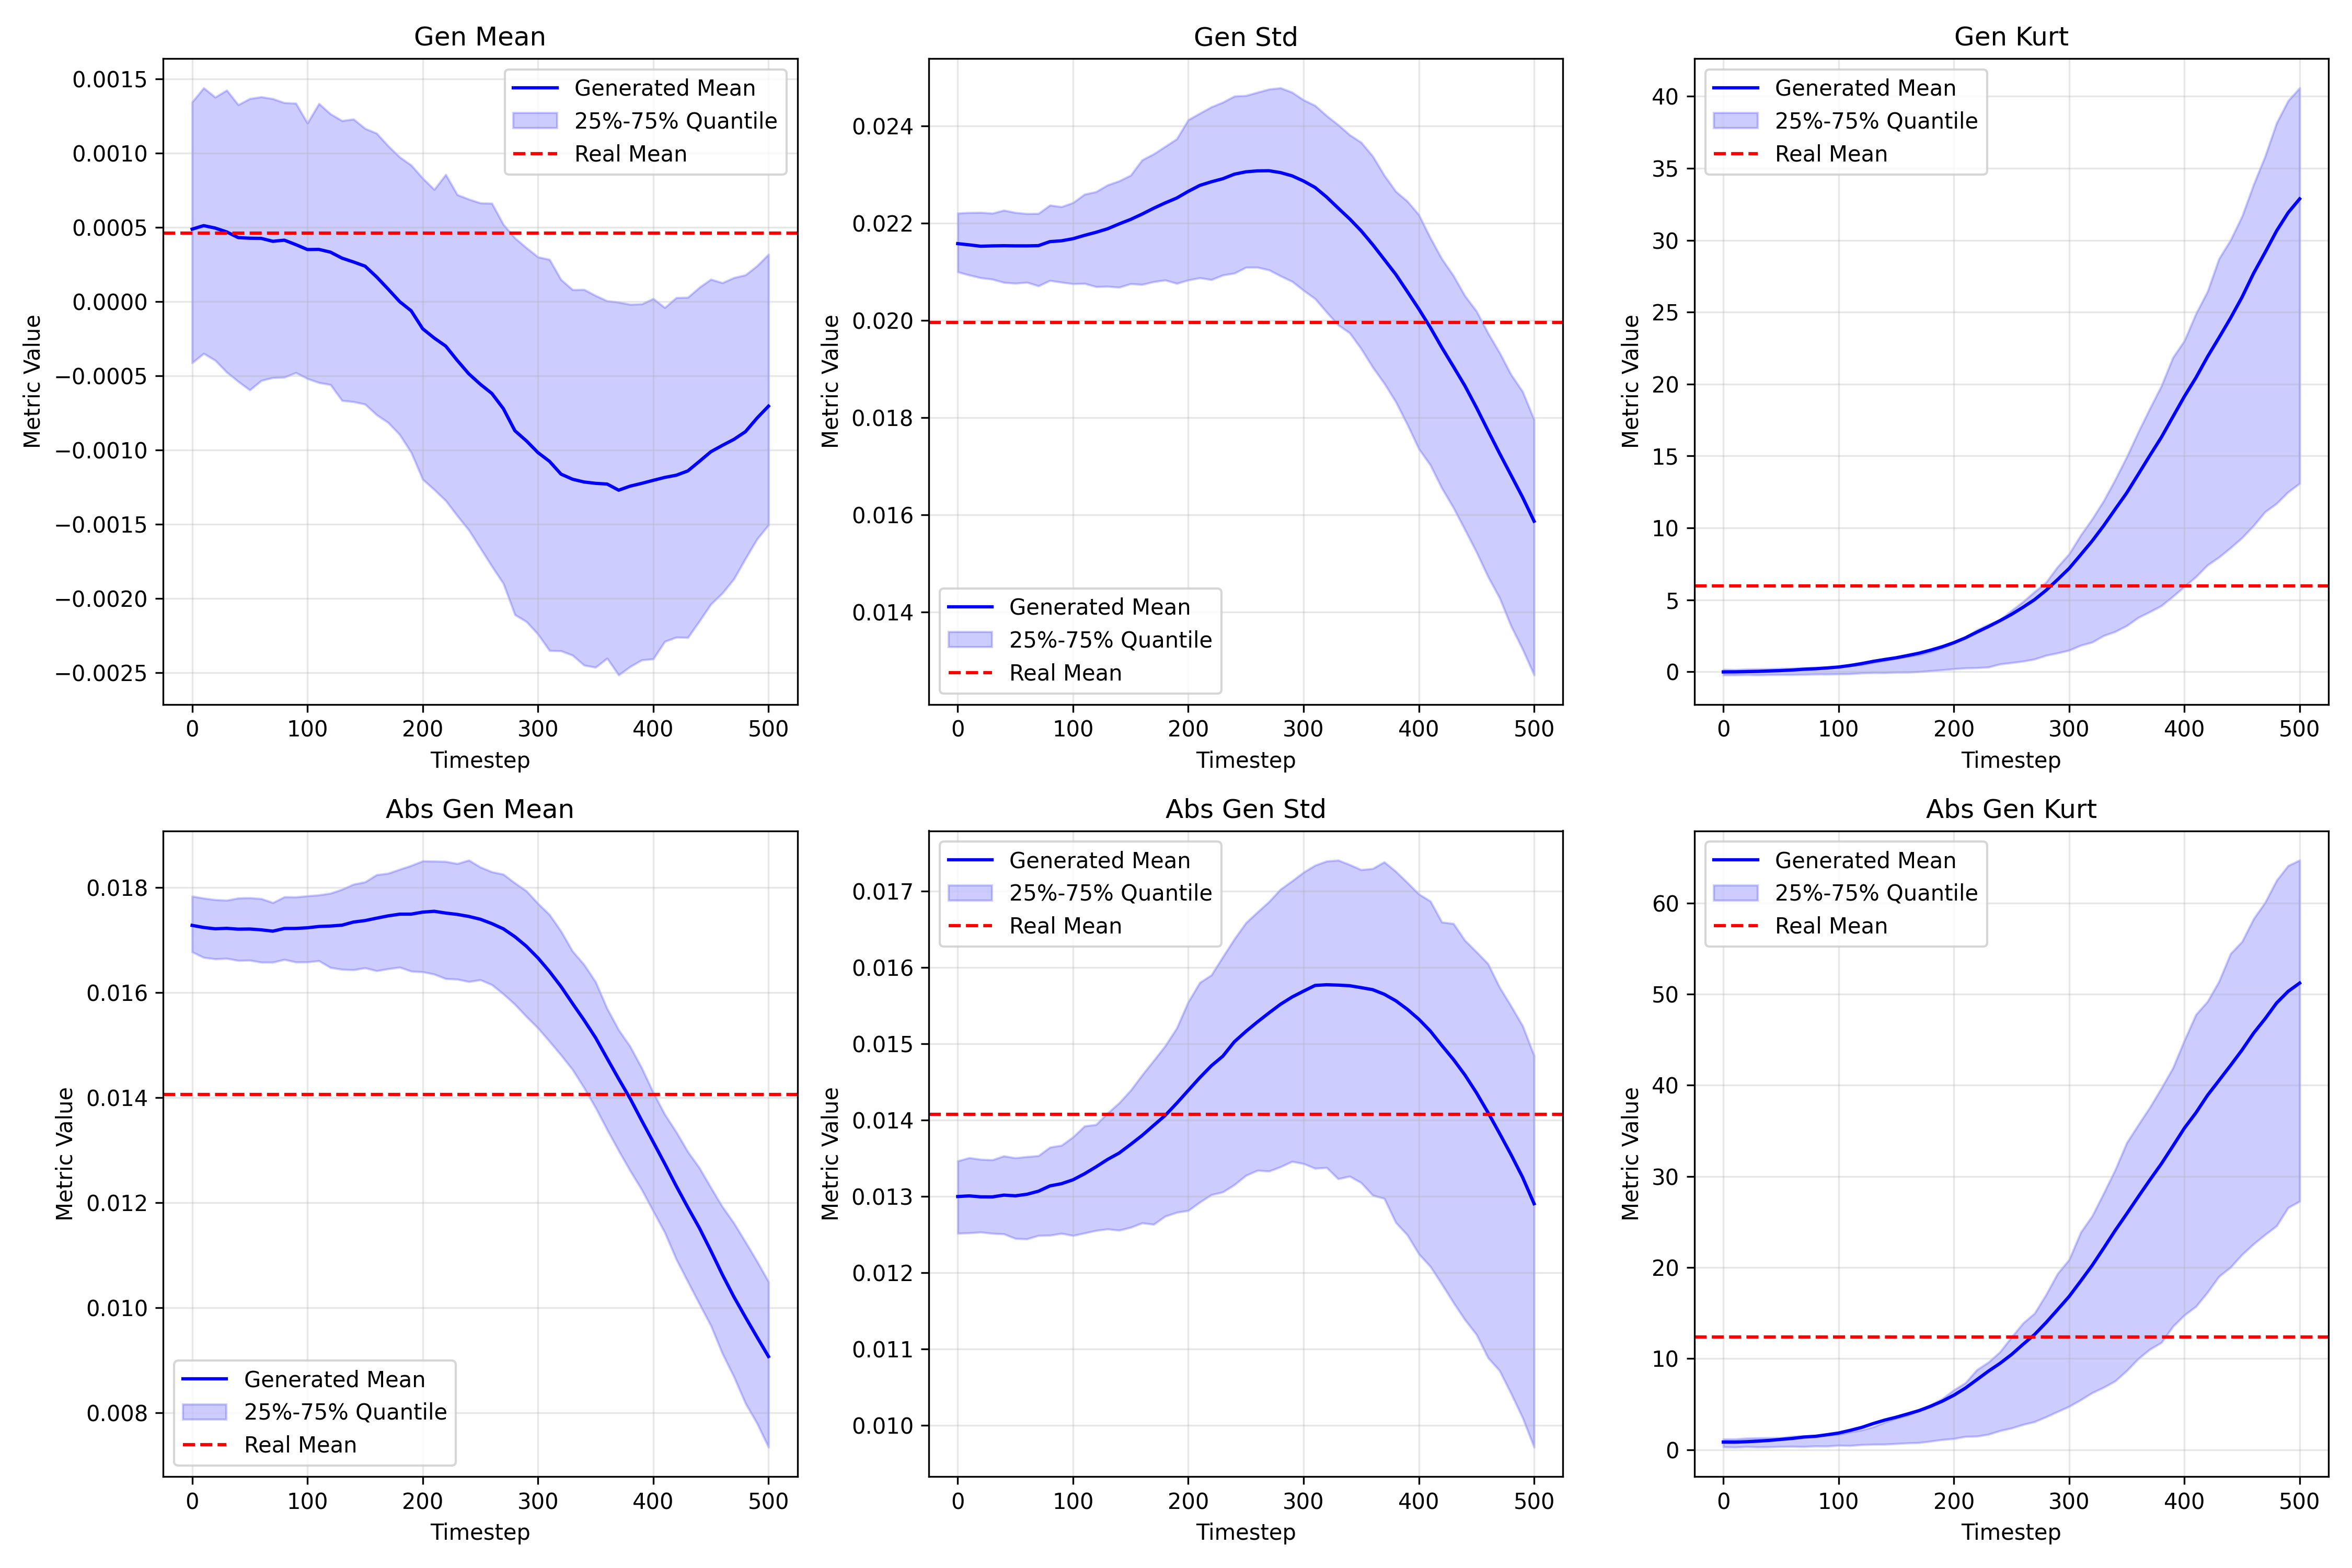 Gen Mean
0.0015
0.0010
0.0005
0.0000
−0.0005
−0.0010
−0.0015
−0.0020
−0.0025
Metric Value
Generated Mean
25%-75% Quantile
Real Mean
0 100 200 300 400 500
Timestep
Gen Std
0.024
0.022
0.020
0.018
0.016
0.014
Metric Value
Generated Mean
25%-75% Quantile
Real Mean
0 100 200 300 400 500
Timestep
Gen Kurt
40
35
30
25
20
15
10
5
0
Metric Value
Generated Mean
25%-75% Quantile
Real Mean
0 100 200 300 400 500
Timestep
Abs Gen Mean
0.018
0.016
0.014
0.012
0.010
0.008
Metric Value
Generated Mean
25%-75% Quantile
Real Mean
0 100 200 300 400 500
Timestep
Abs Gen Std
0.017
0.016
0.015
0.014
0.013
0.012
0.011
0.010
Metric Value
Generated Mean
25%-75% Quantile
Real Mean
0 100 200 300 400 500
Timestep
Abs Gen Kurt
60
50
40
30
20
10
0
Metric Value
Generated Mean
25%-75% Quantile
Real Mean
0 100 200 300 400 500
Timestep